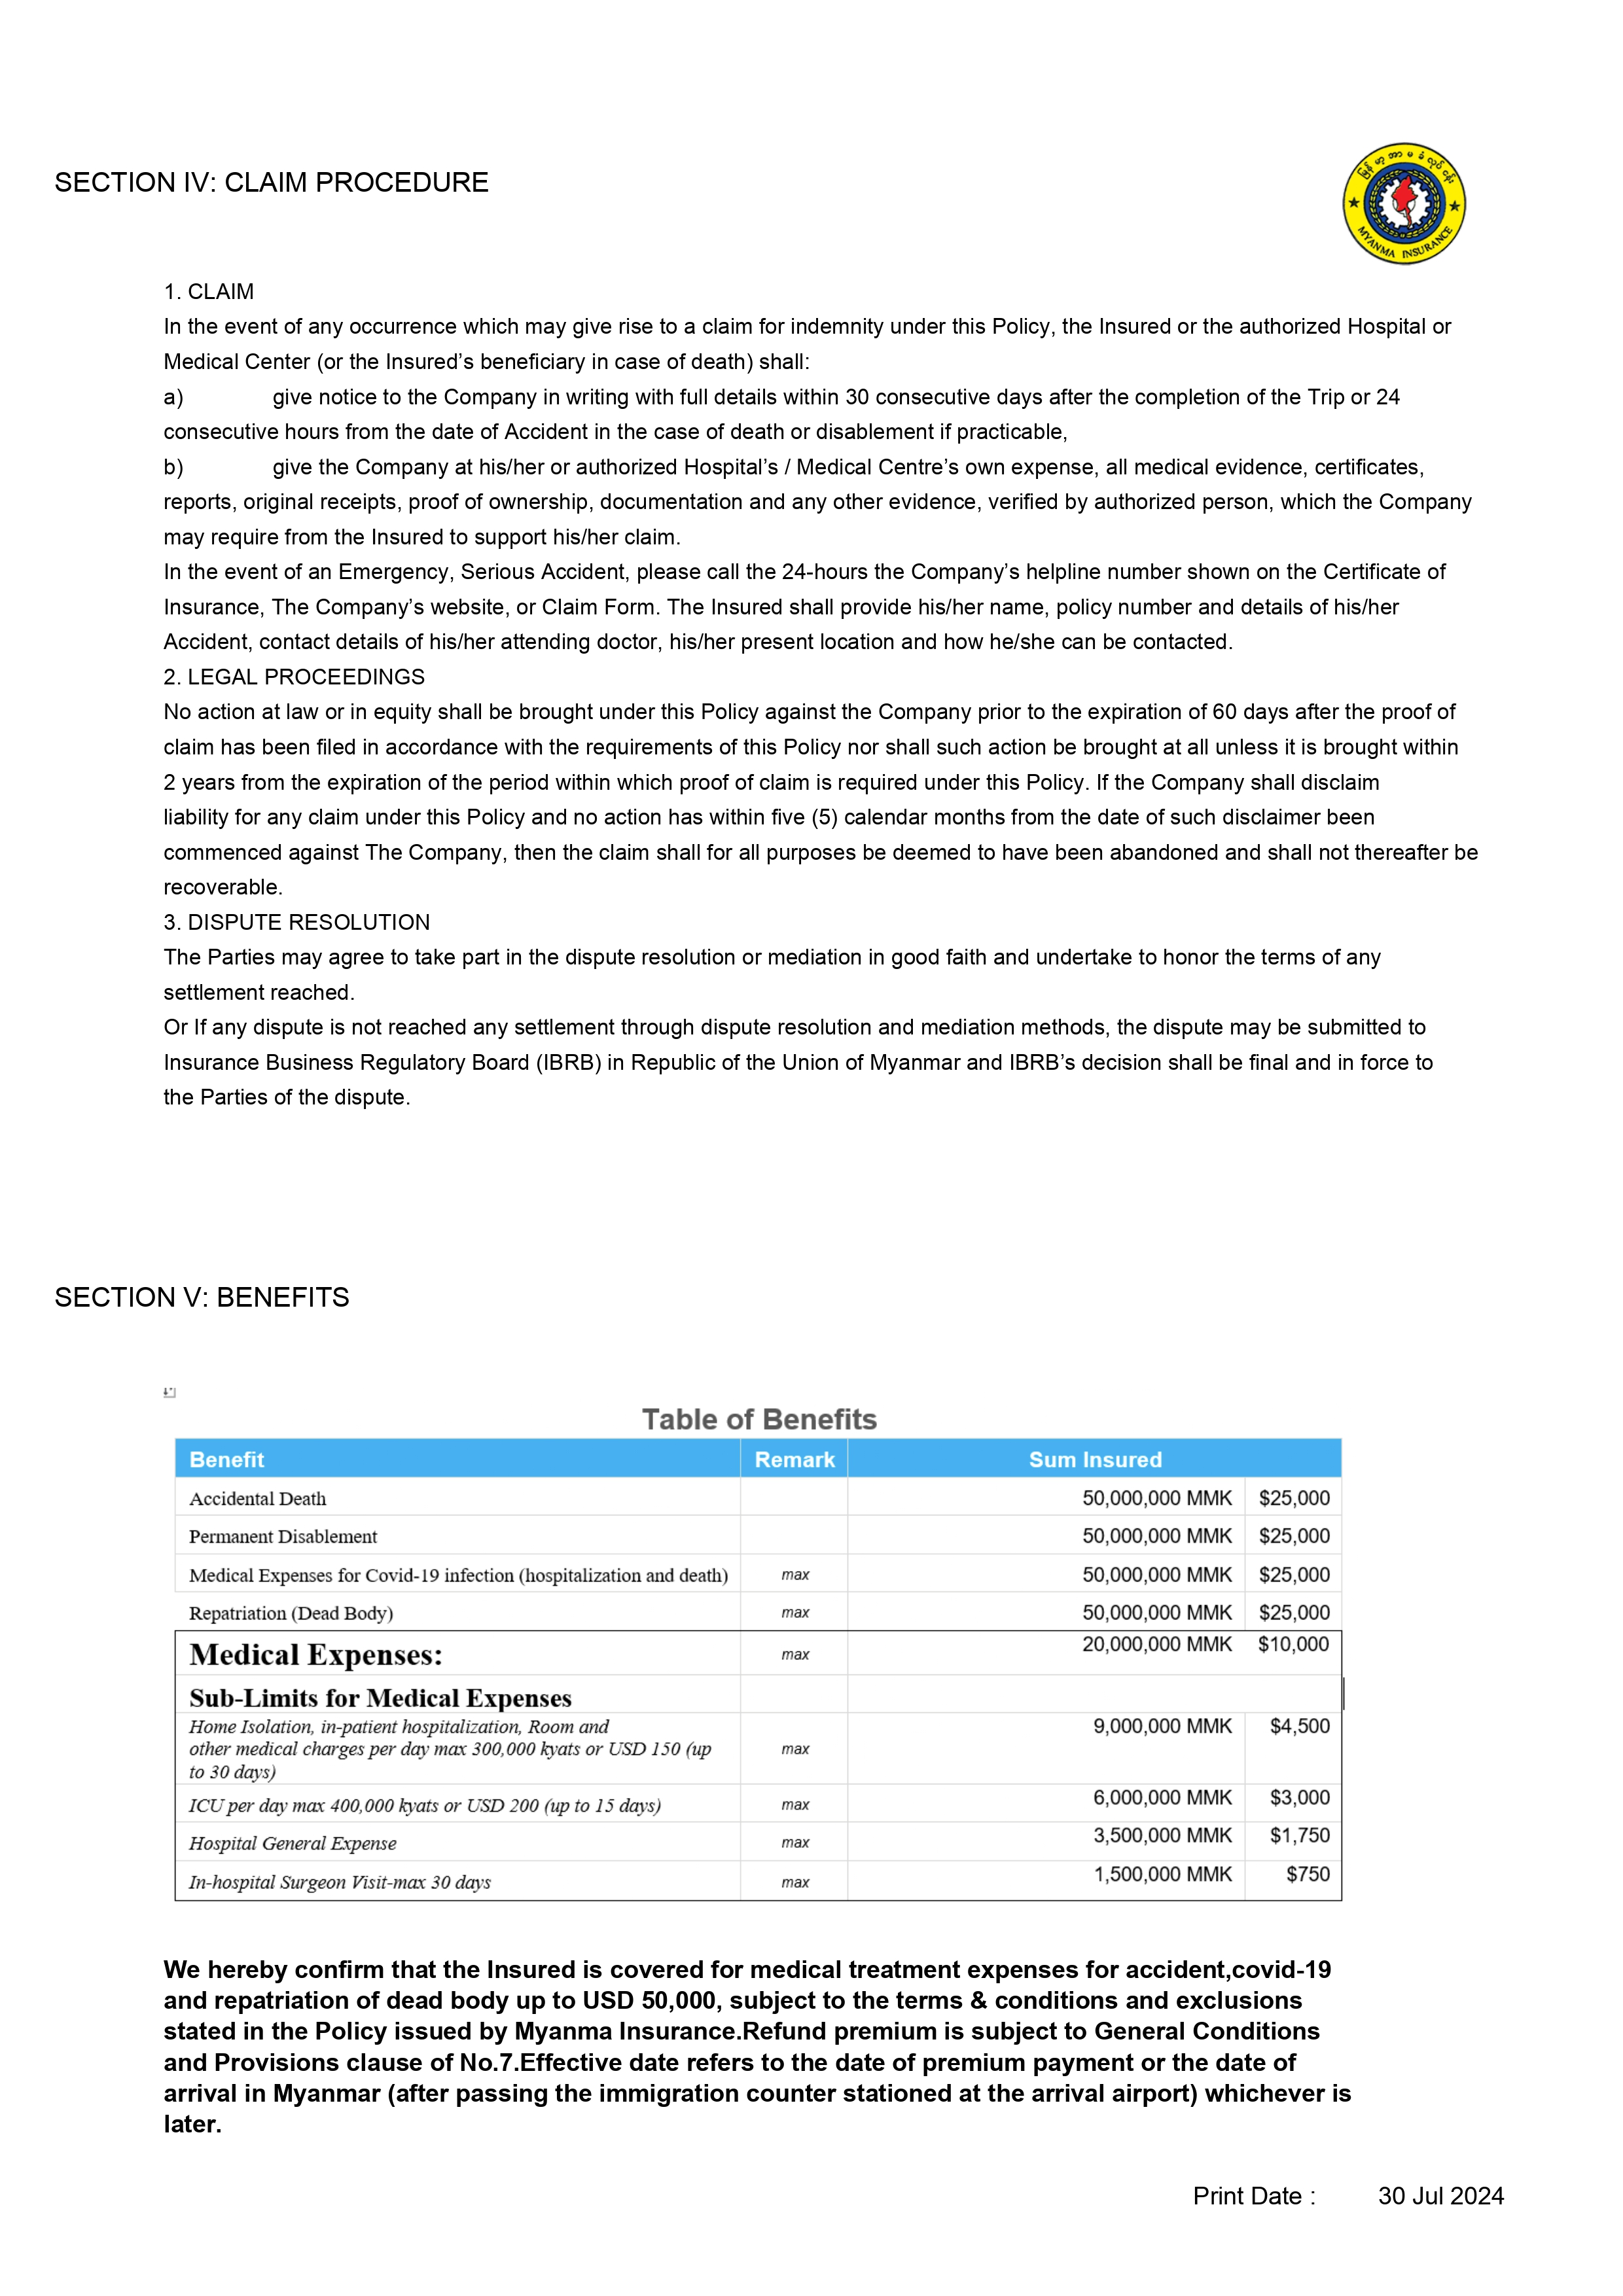 SECTION IV: CLAIM PROCEDURE
မြန်မာ့အာမခံလုပ်ငန်း
MYANMA INSURANCE
1. CLAIM
In the event of any occurrence which may give rise to a claim for indemnity under this Policy, the Insured or the authorized Hospital or
Medical Center (or the Insured’s beneficiary in case of death) shall:
a) give notice to the Company in writing with full details within 30 consecutive days after the completion of the Trip or 24
consecutive hours from the date of Accident in the case of death or disablement if practicable,
b) give the Company at his/her or authorized Hospital’s / Medical Centre’s own expense, all medical evidence, certificates,
reports, original receipts, proof of ownership, documentation and any other evidence, verified by authorized person, which the Company
may require from the Insured to support his/her claim.
In the event of an Emergency, Serious Accident, please call the 24-hours the Company’s helpline number shown on the Certificate of
Insurance, The Company’s website, or Claim Form. The Insured shall provide his/her name, policy number and details of his/her
Accident, contact details of his/her attending doctor, his/her present location and how he/she can be contacted.
2. LEGAL PROCEEDINGS
No action at law or in equity shall be brought under this Policy against the Company prior to the expiration of 60 days after the proof of
claim has been filed in accordance with the requirements of this Policy nor shall such action be brought at all unless it is brought within
2 years from the expiration of the period within which proof of claim is required under this Policy. If the Company shall disclaim
liability for any claim under this Policy and no action has within five (5) calendar months from the date of such disclaimer been
commenced against The Company, then the claim shall for all purposes be deemed to have been abandoned and shall not thereafter be
recoverable.
3. DISPUTE RESOLUTION
The Parties may agree to take part in the dispute resolution or mediation in good faith and undertake to honor the terms of any
settlement reached.
Or If any dispute is not reached any settlement through dispute resolution and mediation methods, the dispute may be submitted to
Insurance Business Regulatory Board (IBRB) in Republic of the Union of Myanmar and IBRB’s decision shall be final and in force to
the Parties of the dispute.
SECTION V: BENEFITS
Table of Benefits
Benefit Remark Sum Insured
Accidental Death 50,000,000 MMK $25,000
Permanent Disablement 50,000,000 MMK $25,000
Medical Expenses for Covid-19 infection (hospitalization and death) max 50,000,000 MMK $25,000
Repatriation (Dead Body) max 50,000,000 MMK $25,000
Medical Expenses: max 20,000,000 MMK $10,000
Sub-Limits for Medical Expenses
Home Isolation, in-patient hospitalization, Room and
other medical charges per day max 300,000 kyats or USD 150 (up
to 30 days) max 9,000,000 MMK $4,500
ICU per day max 400,000 kyats or USD 200 (up to 15 days) max 6,000,000 MMK $3,000
Hospital General Expense max 3,500,000 MMK $1,750
In-hospital Surgeon Visit-max 30 days max 1,500,000 MMK $750
We hereby confirm that the Insured is covered for medical treatment expenses for accident,covid-19
and repatriation of dead body up to USD 50,000, subject to the terms & conditions and exclusions
stated in the Policy issued by Myanma Insurance.Refund premium is subject to General Conditions
and Provisions clause of No.7.Effective date refers to the date of premium payment or the date of
arrival in Myanmar (after passing the immigration counter stationed at the arrival airport) whichever is
later.
Print Date : 30 Jul 2024